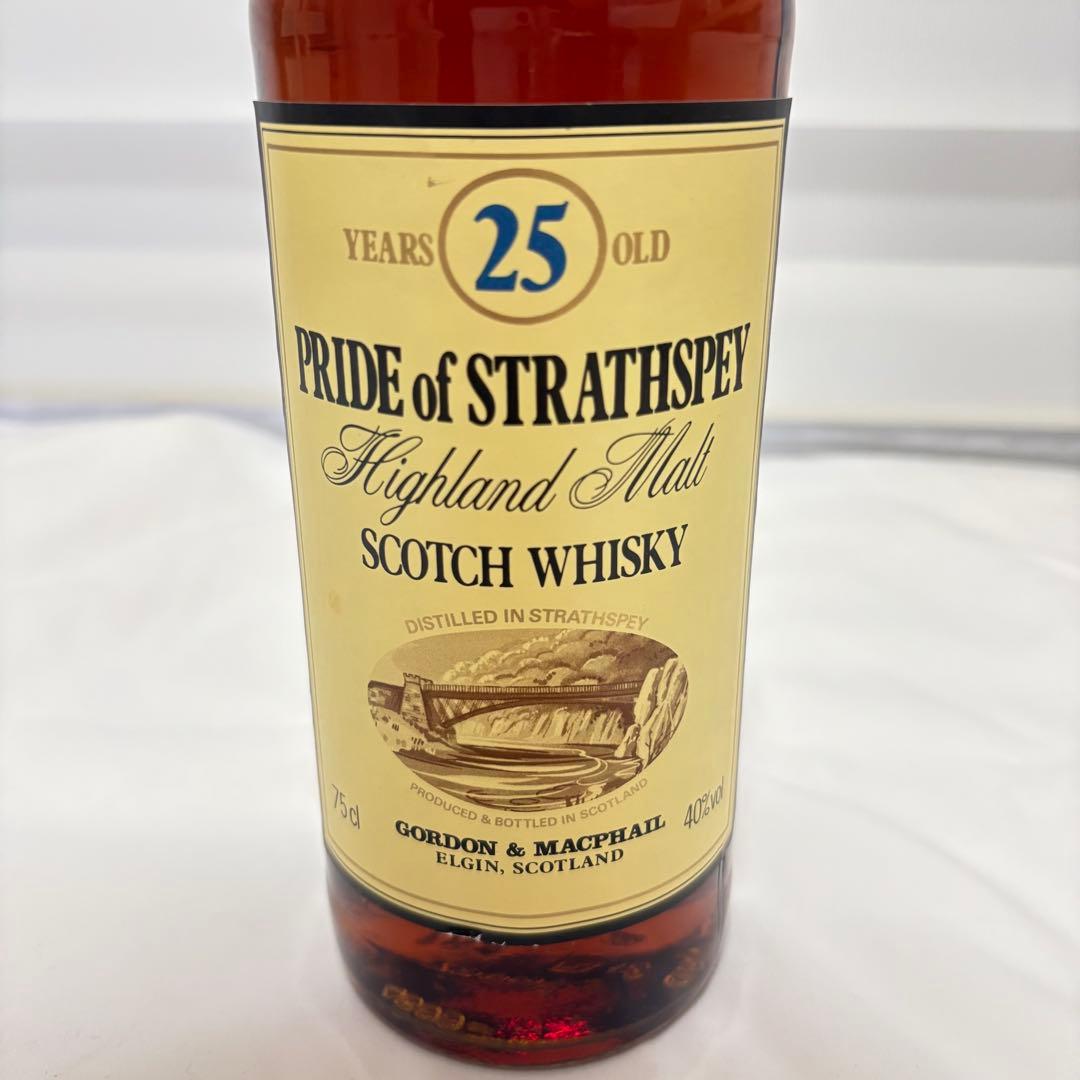 YEARS 25 OLD
PRIDE of STRATHSPEY
Highland Malt
SCOTCH WHISKY
DISTILLED IN STRATHSPEY
PRODUCED & BOTTLED IN SCOTLAND
75cl
40%vol
GORDON & MACPHAIL
ELGIN, SCOTLAND